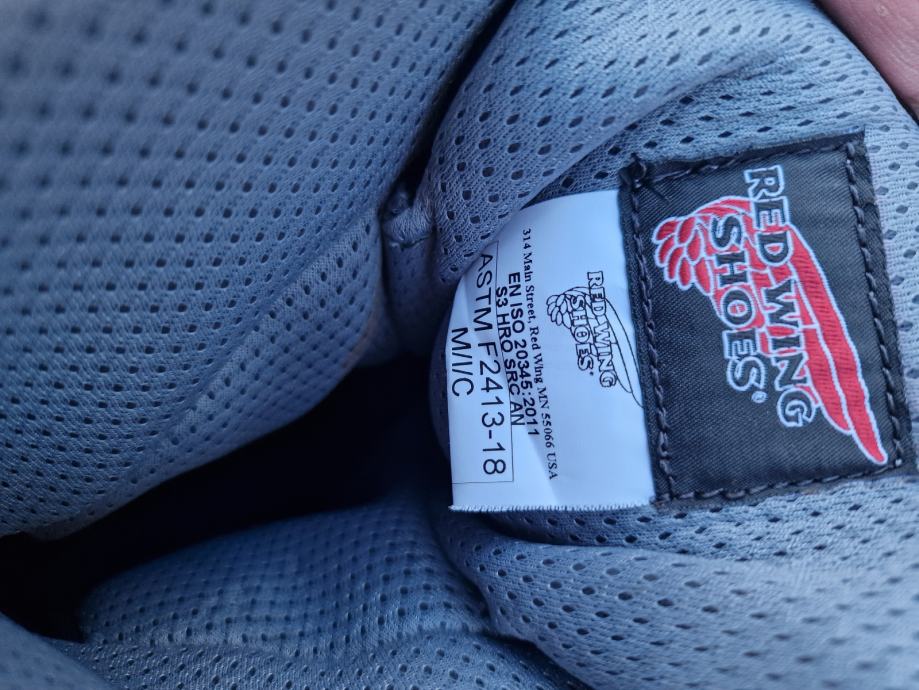 RED WING
SHOES®
RED WING
SHOES®
314 Main Street, Red Wing MN 55066 USA
EN ISO 20345:2011
S3 HRO SRC AN
ASTM F2413-18
M/I/C